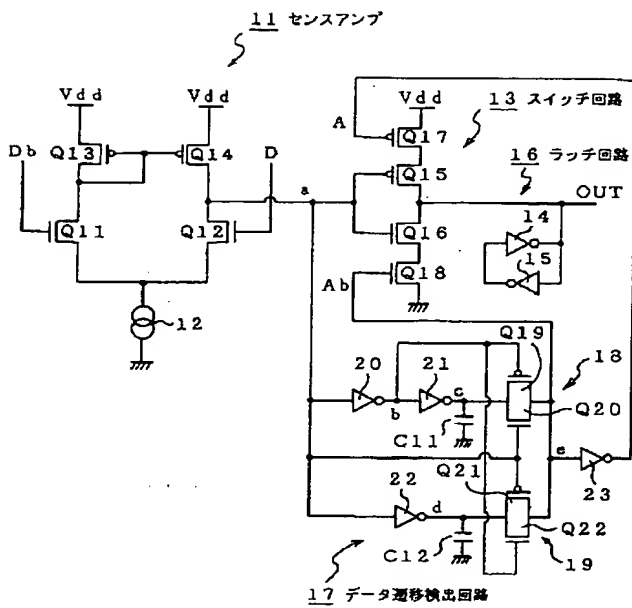 11 センスアンプ
Vdd Vdd Vdd
A
13 スイッチ回路
Q17
Db Q13 Q14 D
16 ラッチ回路
a Q15 OUT
Q11 Q12 Q16 14
15
Ab Q18
12
Q19
20 21 18
b c Q20
C11
e
Q21 23
22
d Q22
C12 19
17 データ遷移検出回路